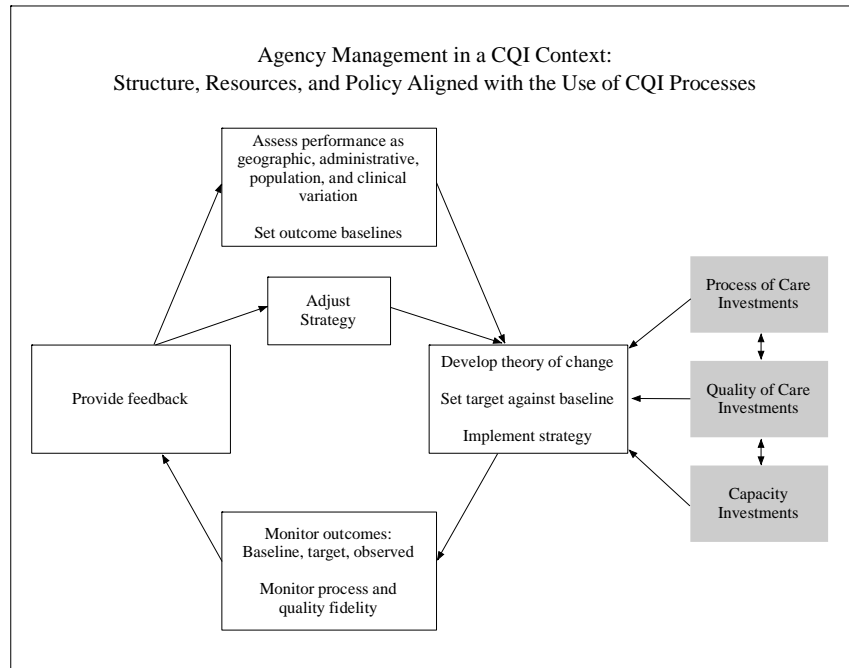 Agency Management in a CQI Context:
Structure, Resources, and Policy Aligned with the Use of CQI Processes
Assess performance as
geographic, administrative,
population, and clinical
variation
Set outcome baselines
Adjust
Strategy
Process of Care
Investments
Provide feedback
Develop theory of change
Set target against baseline
Implement strategy
Quality of Care
Investments
Capacity
Investments
Monitor outcomes:
Baseline, target, observed
Monitor process and
quality fidelity